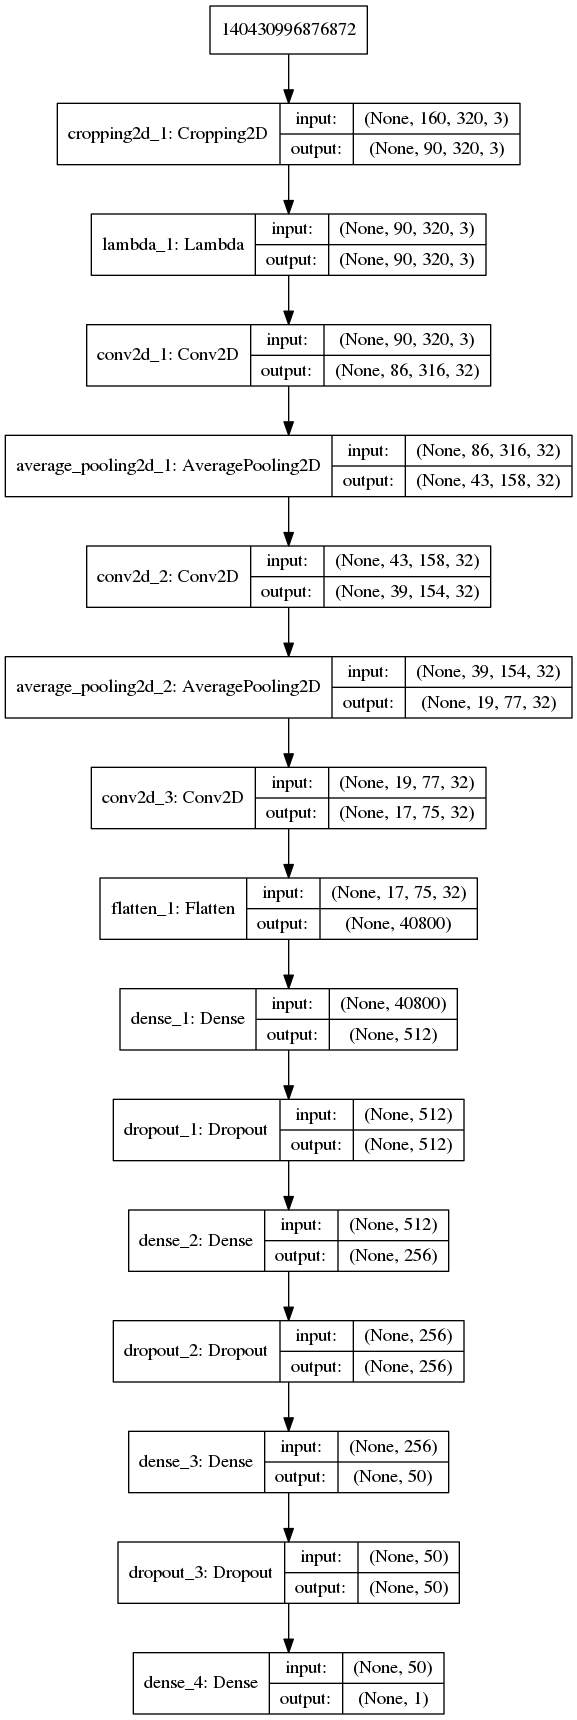 140430996876872
cropping2d_1: Cropping2D
input: (None, 160, 320, 3)
output: (None, 90, 320, 3)
lambda_1: Lambda
input: (None, 90, 320, 3)
output: (None, 90, 320, 3)
conv2d_1: Conv2D
input: (None, 90, 320, 3)
output: (None, 86, 316, 32)
average_pooling2d_1: AveragePooling2D
input: (None, 86, 316, 32)
output: (None, 43, 158, 32)
conv2d_2: Conv2D
input: (None, 43, 158, 32)
output: (None, 39, 154, 32)
average_pooling2d_2: AveragePooling2D
input: (None, 39, 154, 32)
output: (None, 19, 77, 32)
conv2d_3: Conv2D
input: (None, 19, 77, 32)
output: (None, 17, 75, 32)
flatten_1: Flatten
input: (None, 17, 75, 32)
output: (None, 40800)
dense_1: Dense
input: (None, 40800)
output: (None, 512)
dropout_1: Dropout
input: (None, 512)
output: (None, 512)
dense_2: Dense
input: (None, 512)
output: (None, 256)
dropout_2: Dropout
input: (None, 256)
output: (None, 256)
dense_3: Dense
input: (None, 256)
output: (None, 50)
dropout_3: Dropout
input: (None, 50)
output: (None, 50)
dense_4: Dense
input: (None, 50)
output: (None, 1)